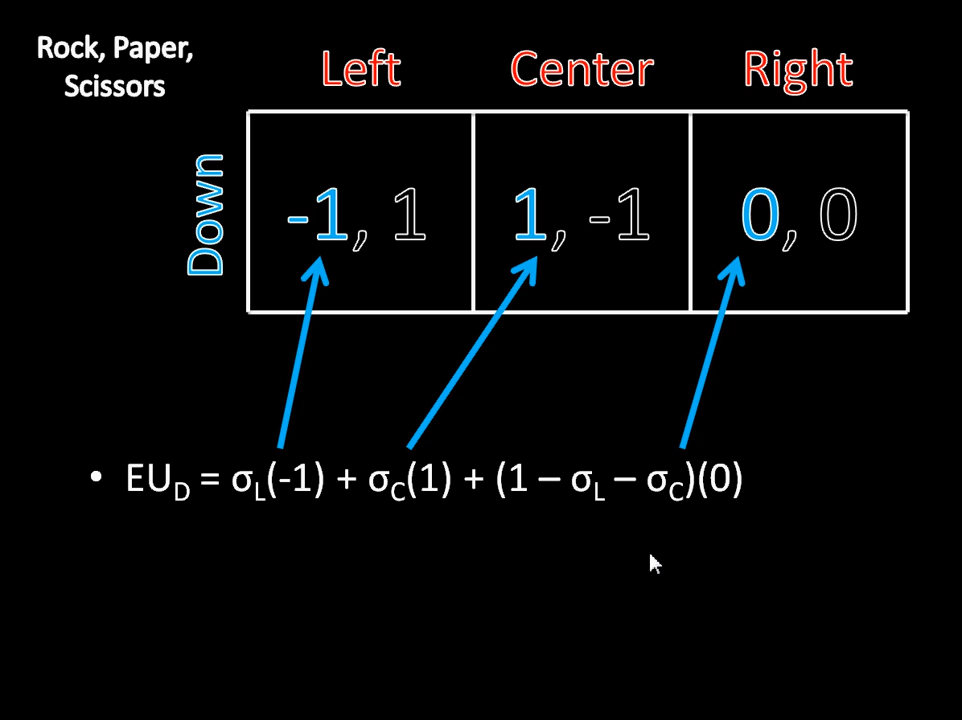 Rock, Paper,
Scissors
Left Center Right
Down
-1, 1 1, -1 0, 0
• EU_D = σ_L(-1) + σ_C(1) + (1 – σ_L – σ_C)(0)